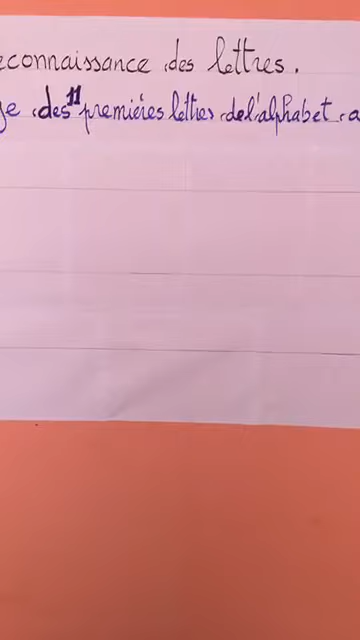 econnaissance des lettres.
ge des 11 premières lettres de l'alphabet a